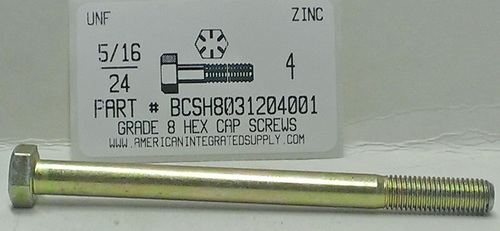 UNF ZINC
5/16
24
4
PART # BCSH8031204001
GRADE 8 HEX CAP SCREWS
WWW.AMERICANINTEGRATEDSUPPLY.COM